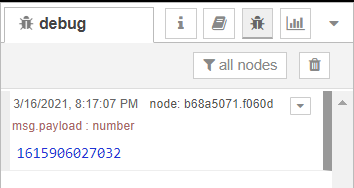 debug
all nodes
3/16/2021, 8:17:07 PM node: b68a5071.f060d
msg.payload : number
1615906027032